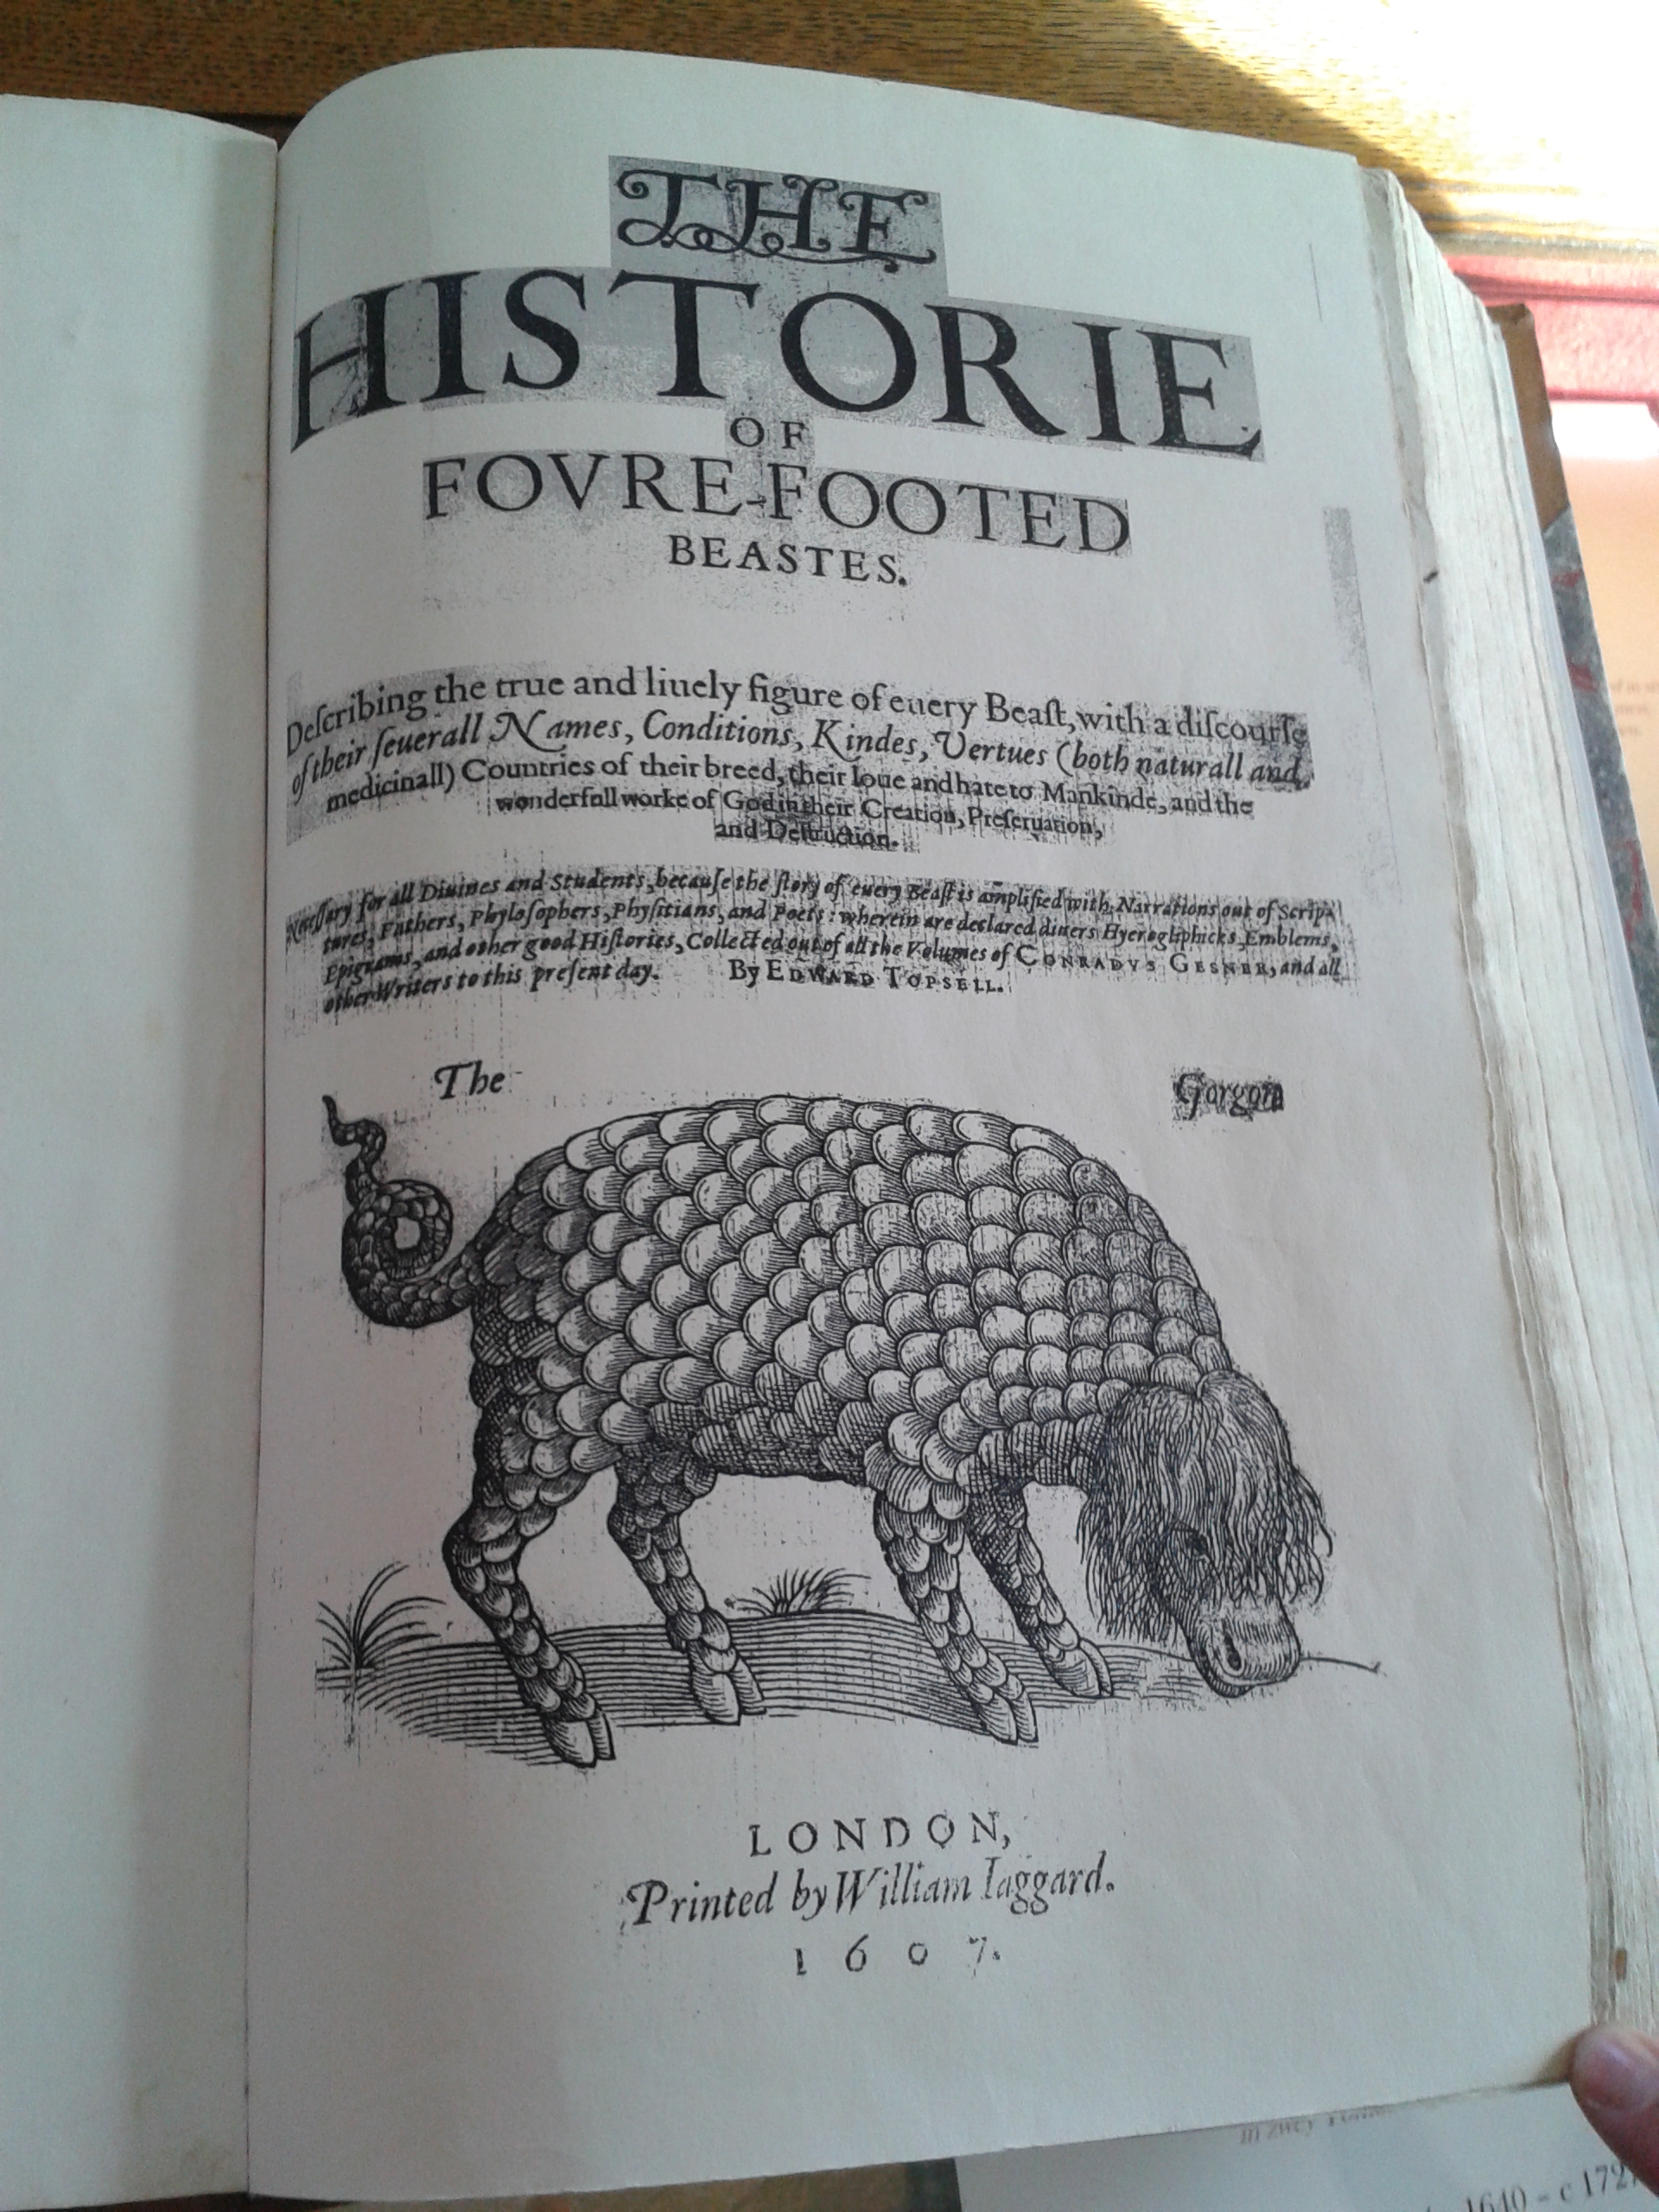 THE
HISTORIE
OF
FOVRE-FOOTED
BEASTES.
Deſcribing the true and liuely figure of euery Beaſt, with a diſcourſe
of their ſeuerall Names, Conditions, Kindes, Vertues (both naturall and
medicinall) Countries of their breed, their loue and hate to Mankinde, and the
wonderfull worke of God in their Creation, Preſeruation,
and Deſtruction.
Neceſſary for all Diuines and Students, becauſe the ſtory of euery Beaſt is amplified with Narrations out of Scrip-
tures, Fathers, Phyloſophers, Phyſitians, and Poets: wherein are declared diuers Hyerogliphicks, Emblems,
Epigrams, and other good Hiſtories, Collected out of all the Volumes of CONRADVS GESNER, and all
other Writers to this preſent day. By EDWARD TOPSELL.
The Gorgon
LONDON,
Printed by William Iaggard.
1607.
1640 - c 172